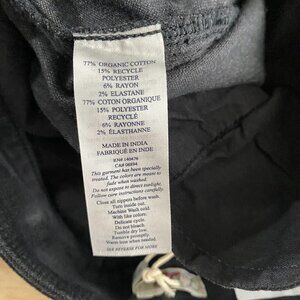 77% ORGANIC COTTON
15% RECYCLE
POLYESTER
6% RAYON
2% ELASTANE
77% COTON ORGANIQUE
15% POLYESTER
RECYCLÉ
6% RAYONNE
2% ÉLASTHANNE
MADE IN INDIA
FABRIQUÉ EN INDE
RN# 140476
CA#
This garment has been specially
treated. The colors are meant to
fade when washed.
Do not expose to direct sunlight.
Follow care instructions carefully.
Close all zippers before wash.
Turn inside out.
Machine Wash cold.
With like colors.
Delicate cycle.
Do not bleach.
Tumble dry low.
Remove promptly.
Warm iron when needed.
SEE REVERSE FOR MORE